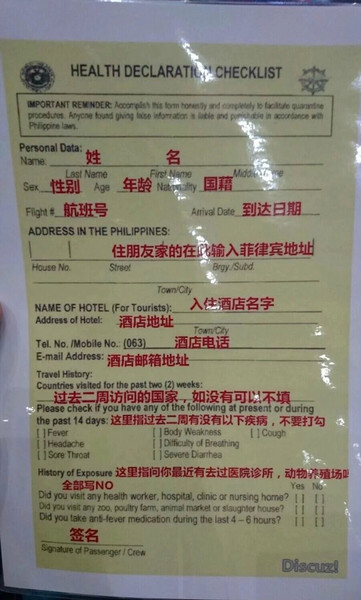 HEALTH DECLARATION CHECKLIST
IMPORTANT REMINDER: Accomplish this form honestly and completely to facilitate quarantine
procedures. Anyone found giving false information is liable and punishable in accordance with
Philippine laws.
Personal Data:
Name: 姓 名
Last Name First Name Middle Name
Sex 性别 Age 年龄 Nationality 国籍
Flight # 航班号 Arrival Date 到达日期
ADDRESS IN THE PHILIPPINES:
住朋友家的在此输入菲律宾地址
House No. Street Brgy./Subd.
Town/City
NAME OF HOTEL (For Tourists): 入住酒店名字
Address of Hotel: 酒店地址
Town/City
Tel. No. /Mobile No.: (063) 酒店电话
E-mail Address: 酒店邮箱地址
Travel History:
Countries visited for the past two (2) weeks:
过去二周访问的国家，如没有可以不填
Please check if you have any of the following at present or during
the past 14 days: 这里指过去二周有没有以下疾病，不要打勾
[ ] Fever [ ] Body Weakness [ ] Cough
[ ] Headache [ ] Difficulty of Breathing
[ ] Sore Throat [ ] Severe Diarrhea
History of Exposure 这里指问你最近有去过医院诊所，动物养殖场吗
全部写NO Yes No
Did you visit any health worker, hospital, clinic or nursing home? [ ] [ ]
Did you visit any zoo, poultry farm, animal market or slaughter house? [ ] [ ]
Did you take anti-fever medication during the last 4 – 6 hours? [ ] [ ]
签名
Signature of Passenger / Crew
Discuz!